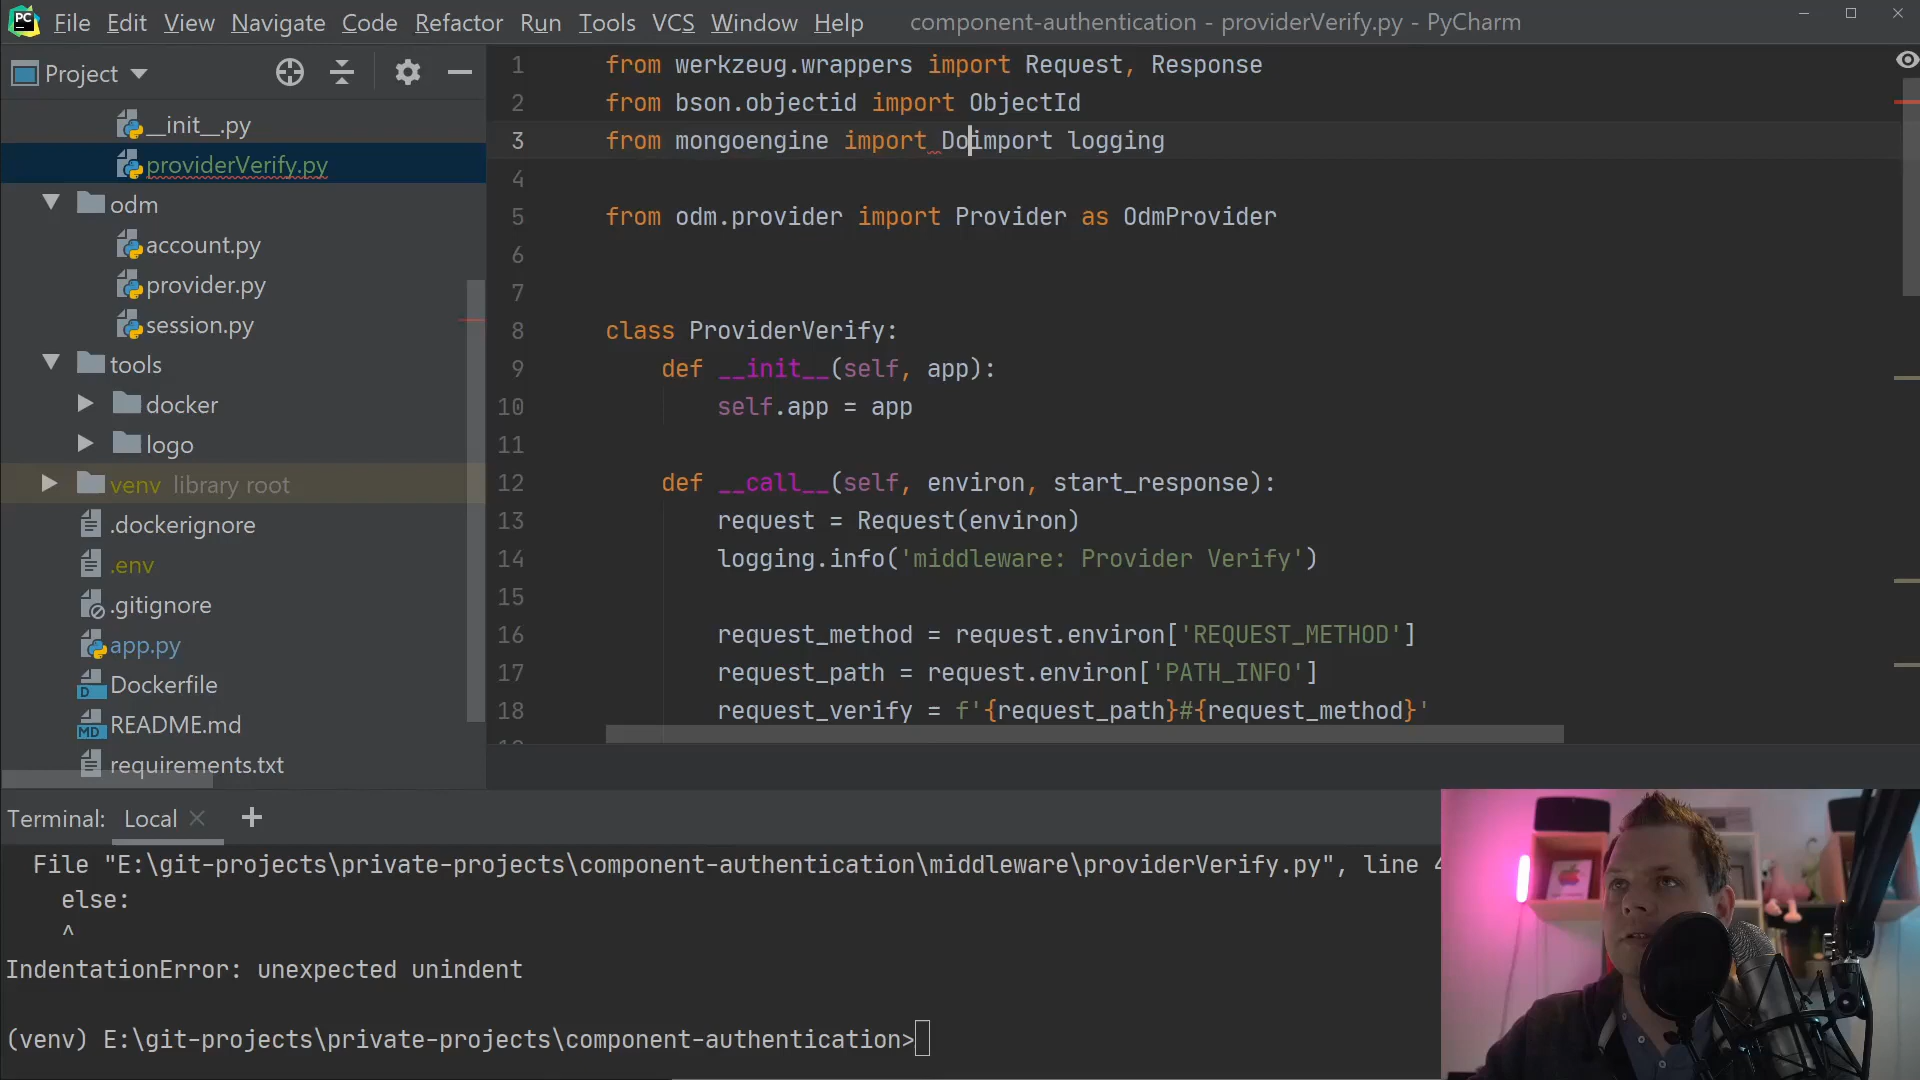 PC File Edit View Navigate Code Refactor Run Tools VCS Window Help component-authentication - providerVerify.py - PyCharm
Project
__init__.py
providerVerify.py
odm
account.py
provider.py
session.py
tools
docker
logo
venv library root
.dockerignore
.env
.gitignore
app.py
Dockerfile
README.md
requirements.txt
1 from werkzeug.wrappers import Request, Response
2 from bson.objectid import ObjectId
3 from mongoengine import Doimport logging
4
5 from odm.provider import Provider as OdmProvider
6
7
8 class ProviderVerify:
9 def __init__(self, app):
10 self.app = app
11
12 def __call__(self, environ, start_response):
13 request = Request(environ)
14 logging.info('middleware: Provider Verify')
15
16 request_method = request.environ['REQUEST_METHOD']
17 request_path = request.environ['PATH_INFO']
18 request_verify = f'{request_path}#{request_method}'
Terminal: Local
File "E:\git-projects\private-projects\component-authentication\middleware\providerVerify.py", line 4
else:
^
IndentationError: unexpected unindent
(venv) E:\git-projects\private-projects\component-authentication>